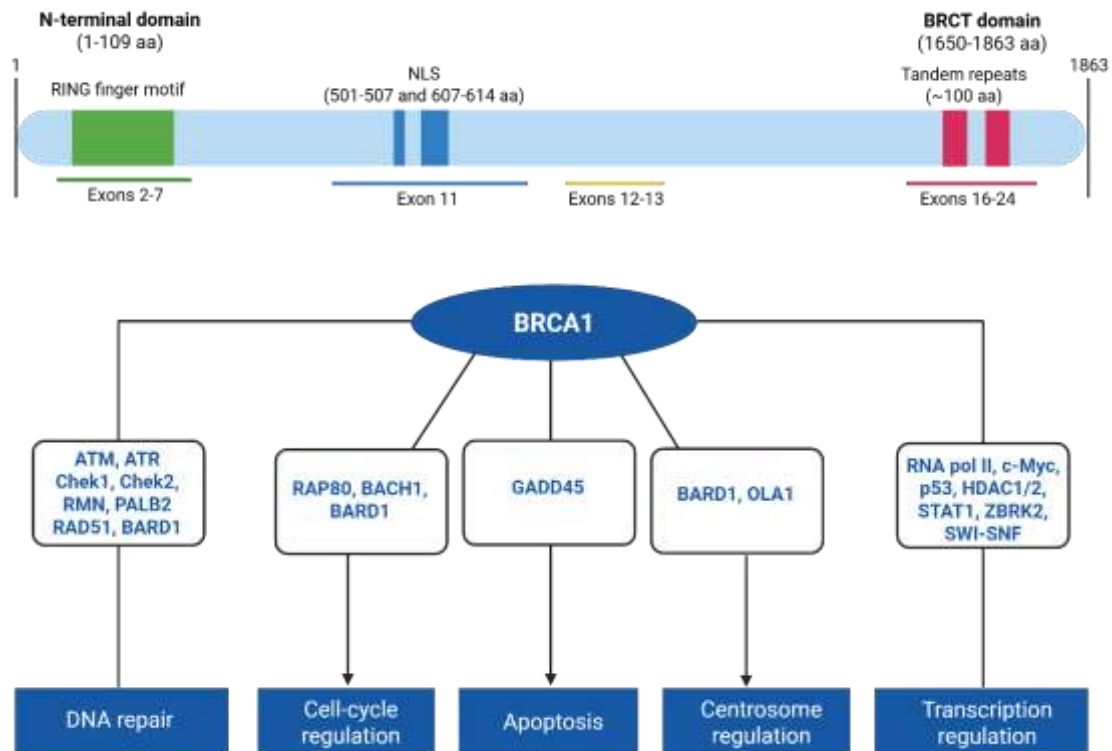 N-terminal domain
(1-109 aa)
BRCT domain
(1650-1863 aa)
1
1863
RING finger motif
NLS
(501-507 and 607-614 aa)
Tandem repeats
(~100 aa)
Exons 2-7
Exon 11
Exons 12-13
Exons 16-24
BRCA1
ATM, ATR
Chek1, Chek2,
RMN, PALB2
RAD51, BARD1
RAP80, BACH1,
BARD1
GADD45
BARD1, OLA1
RNA pol II, c-Myc,
p53, HDAC1/2,
STAT1, ZBRK2,
SWI-SNF
DNA repair
Cell-cycle
regulation
Apoptosis
Centrosome
regulation
Transcription
regulation